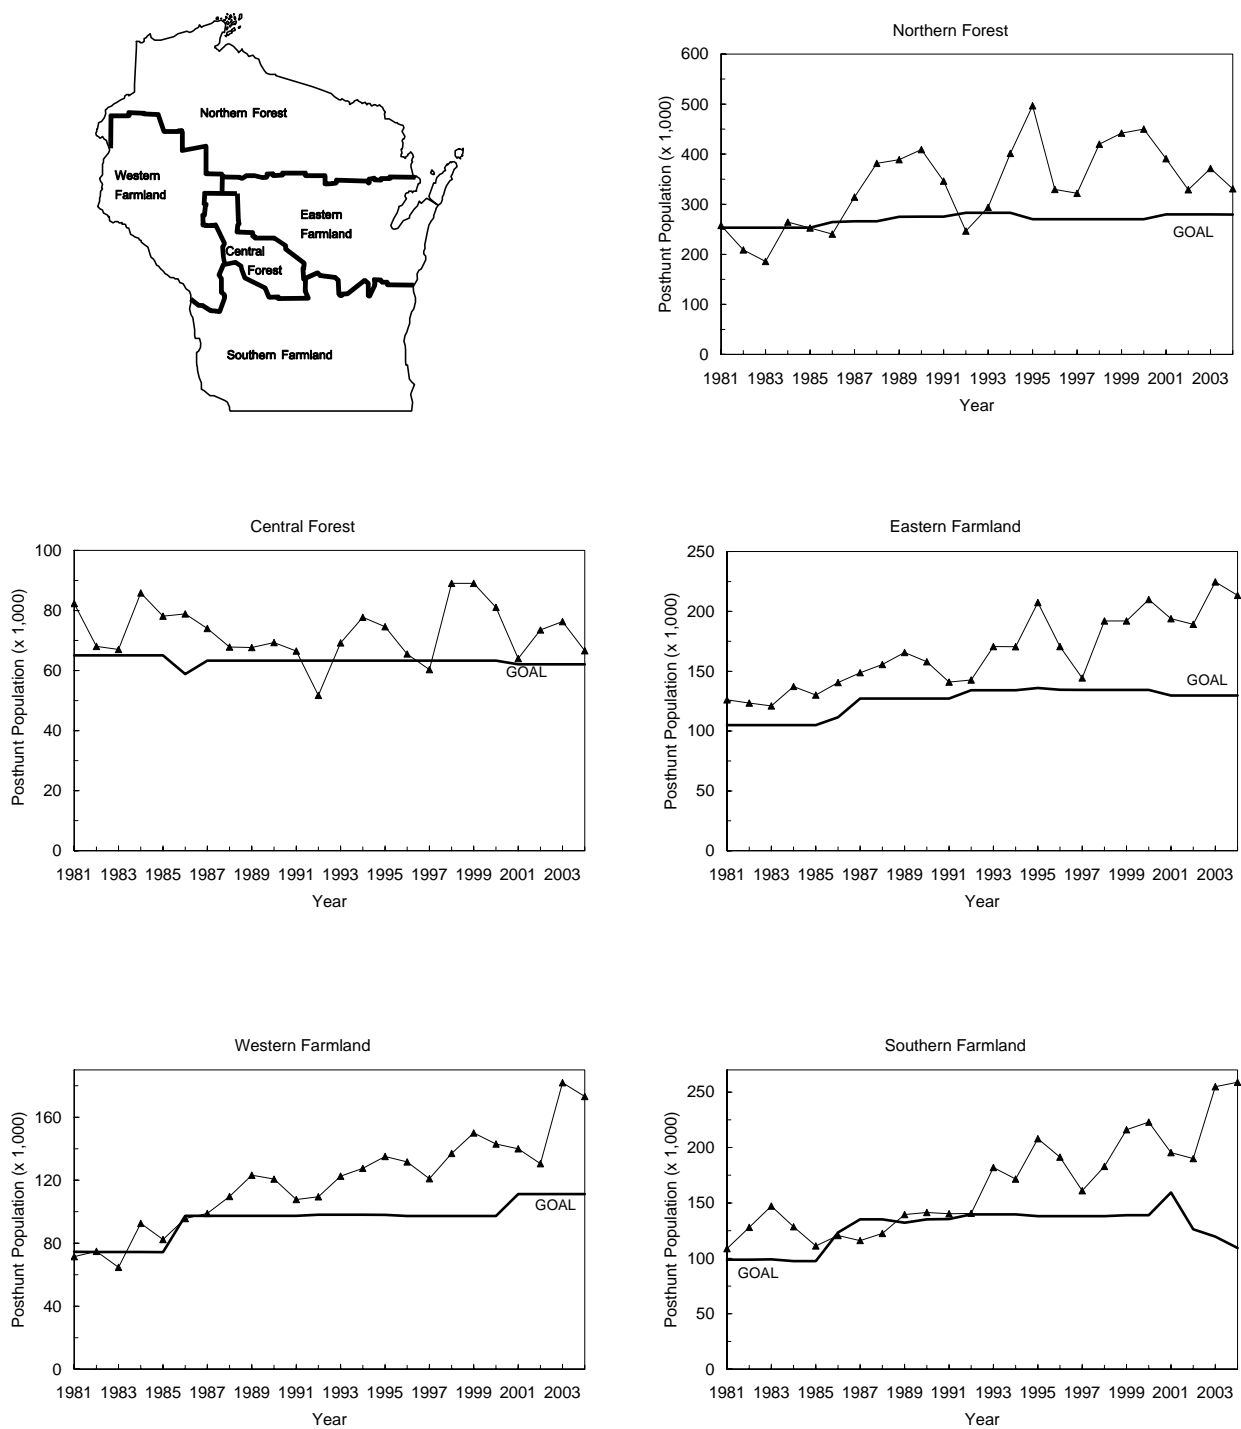 Northern Forest
Western
Farmland
Eastern
Farmland
Central
Forest
Southern Farmland
Northern Forest
Posthunt Population (x 1,000)
600
500
400
300
200
100
0
GOAL
1981 1983 1985 1987 1989 1991 1993 1995 1997 1999 2001 2003
Year
Central Forest
Posthunt Population (x 1,000)
100
80
60
40
20
0
GOAL
1981 1983 1985 1987 1989 1991 1993 1995 1997 1999 2001 2003
Year
Eastern Farmland
Posthunt Population (x 1,000)
250
200
150
100
50
0
GOAL
1981 1983 1985 1987 1989 1991 1993 1995 1997 1999 2001 2003
Year
Western Farmland
Posthunt Population (x 1,000)
160
120
80
40
0
GOAL
1981 1983 1985 1987 1989 1991 1993 1995 1997 1999 2001 2003
Year
Southern Farmland
Posthunt Population (x 1,000)
250
200
150
100
50
0
GOAL
1981 1983 1985 1987 1989 1991 1993 1995 1997 1999 2001 2003
Year